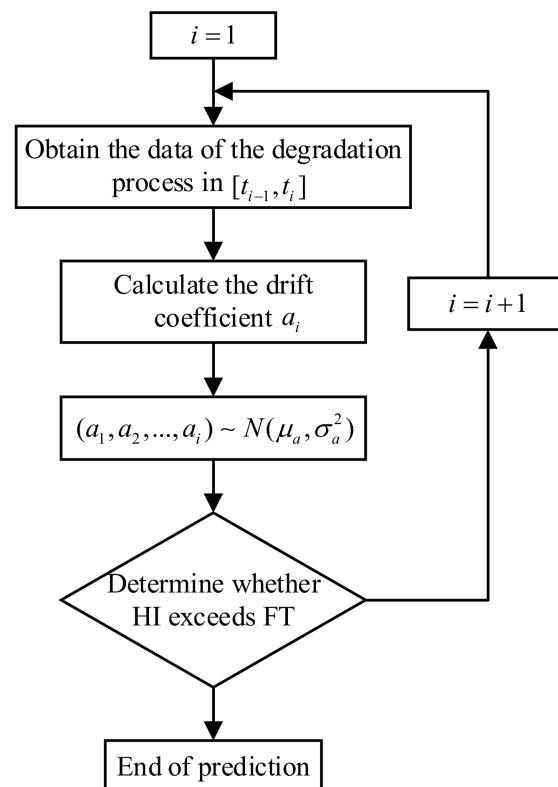 i = 1
Obtain the data of the degradation
process in [t_{i-1}, t_i]
Calculate the drift
coefficient a_i
i = i+1
(a_1, a_2, ..., a_i) ~ N(μ_a, σ_a^2)
Determine whether
HI exceeds FT
End of prediction